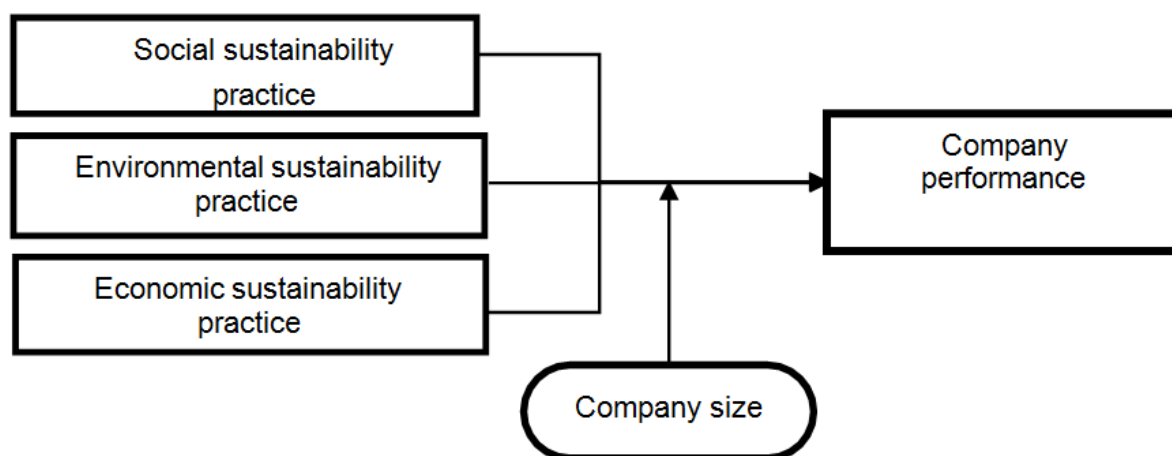 Social sustainability
practice
Environmental sustainability
practice
Economic sustainability
practice
Company
performance
Company size